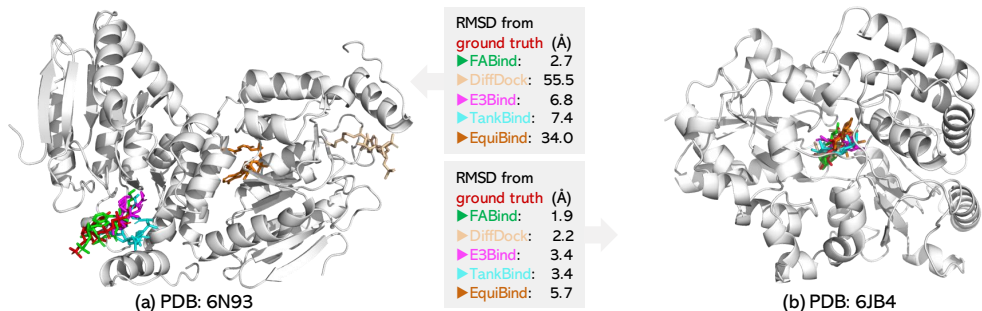 RMSD from
ground truth (Å)
▶FABind: 2.7
▶DiffDock: 55.5
▶E3Bind: 6.8
▶TankBind: 7.4
▶EquiBind: 34.0
RMSD from
ground truth (Å)
▶FABind: 1.9
▶DiffDock: 2.2
▶E3Bind: 3.4
▶TankBind: 3.4
▶EquiBind: 5.7
(a) PDB: 6N93
(b) PDB: 6JB4